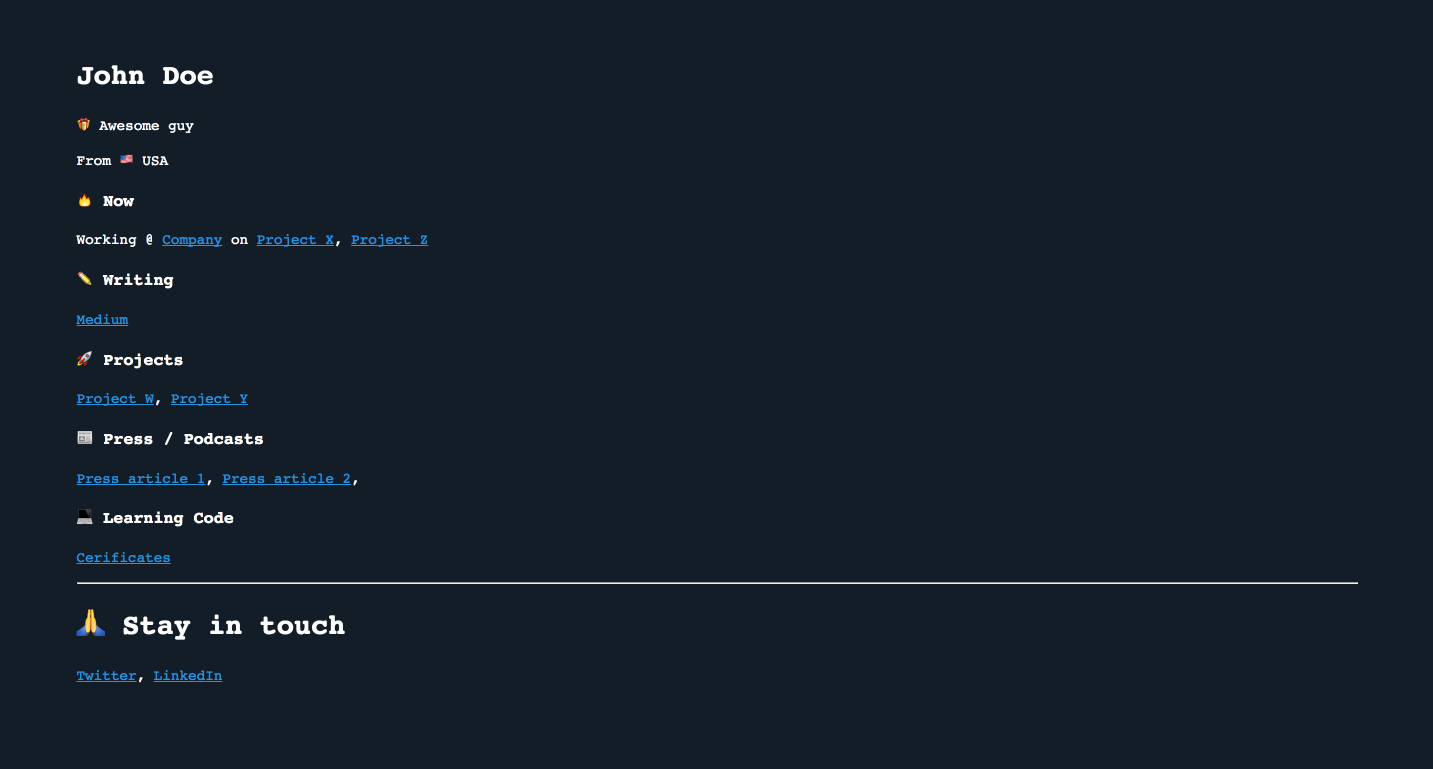 John Doe
🎁 Awesome guy
From 🇺🇸 USA
🔥 Now
Working @ Company on Project X, Project Z
✏️ Writing
Medium
🚀 Projects
Project W, Project Y
📰 Press / Podcasts
Press article 1, Press article 2,
💻 Learning Code
Cerificates
🙏 Stay in touch
Twitter, LinkedIn